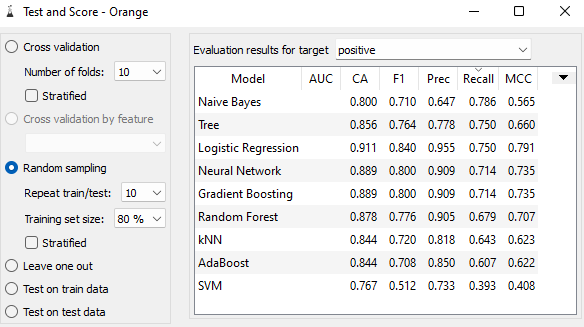 Test and Score - Orange
Cross validation
Number of folds: 10
Stratified
Cross validation by feature
Random sampling
Repeat train/test: 10
Training set size: 80 %
Stratified
Leave one out
Test on train data
Test on test data
Evaluation results for target positive
Model AUC CA F1 Prec Recall MCC
Naive Bayes 0.800 0.710 0.647 0.786 0.565
Tree 0.856 0.764 0.778 0.750 0.660
Logistic Regression 0.911 0.840 0.955 0.750 0.791
Neural Network 0.889 0.800 0.909 0.714 0.735
Gradient Boosting 0.889 0.800 0.909 0.714 0.735
Random Forest 0.878 0.776 0.905 0.679 0.707
kNN 0.844 0.720 0.818 0.643 0.623
AdaBoost 0.844 0.708 0.850 0.607 0.622
SVM 0.767 0.512 0.733 0.393 0.408